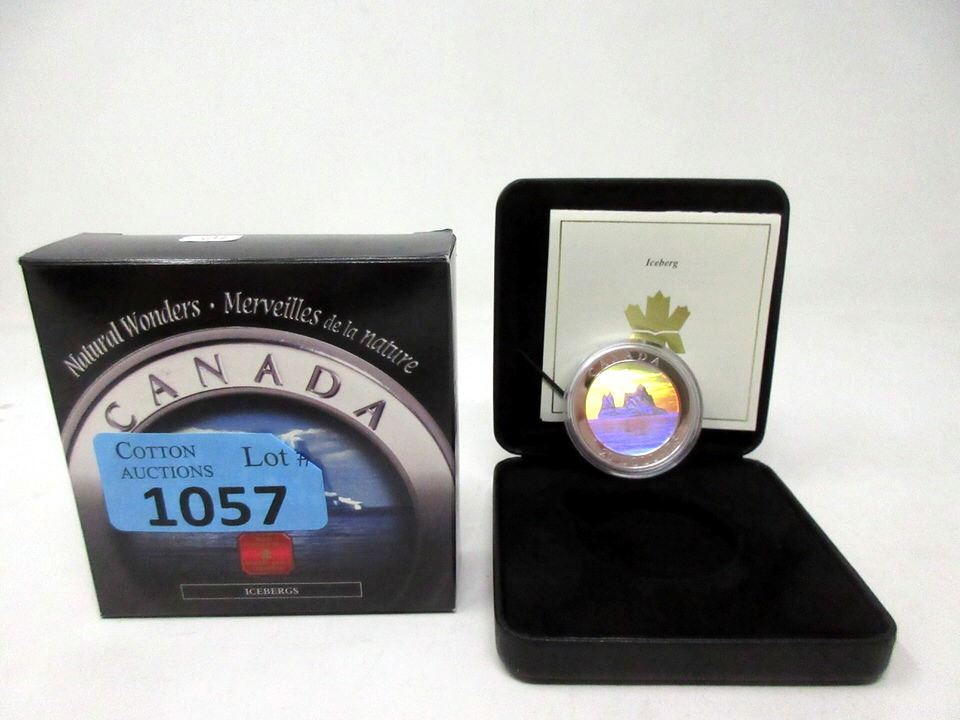 Natural Wonders · Merveilles de la nature
CANADA
COTTON
AUCTIONS
Lot #
1057
ICEBERGS
Iceberg
CANADA